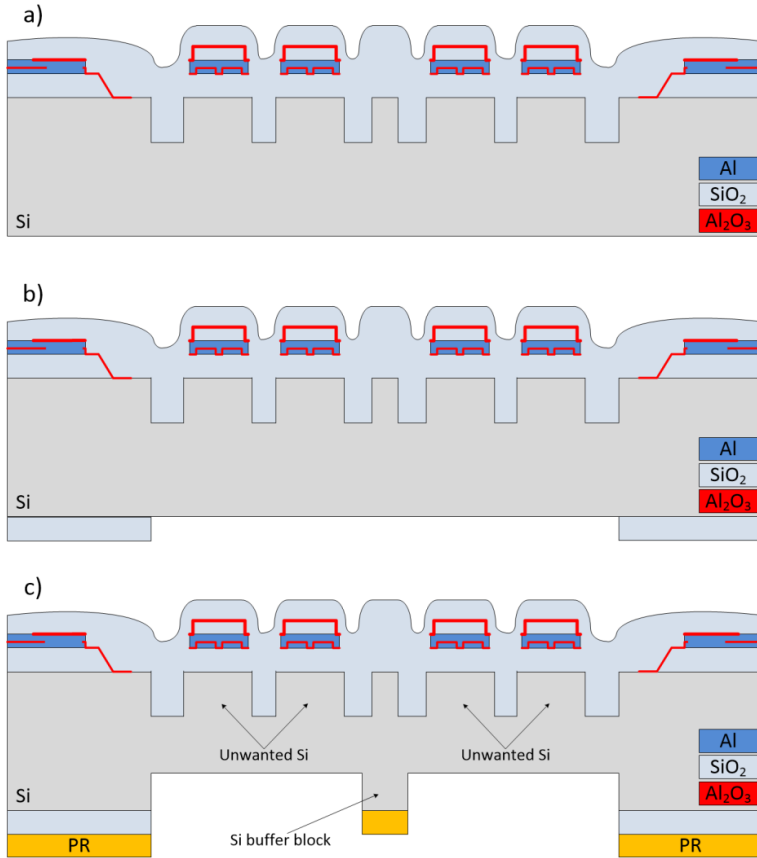 a)
Si
Al
SiO₂
Al₂O₃
b)
Si
Al
SiO₂
Al₂O₃
c)
Unwanted Si
Unwanted Si
Al
SiO₂
Al₂O₃
Si
PR
Si buffer block
PR